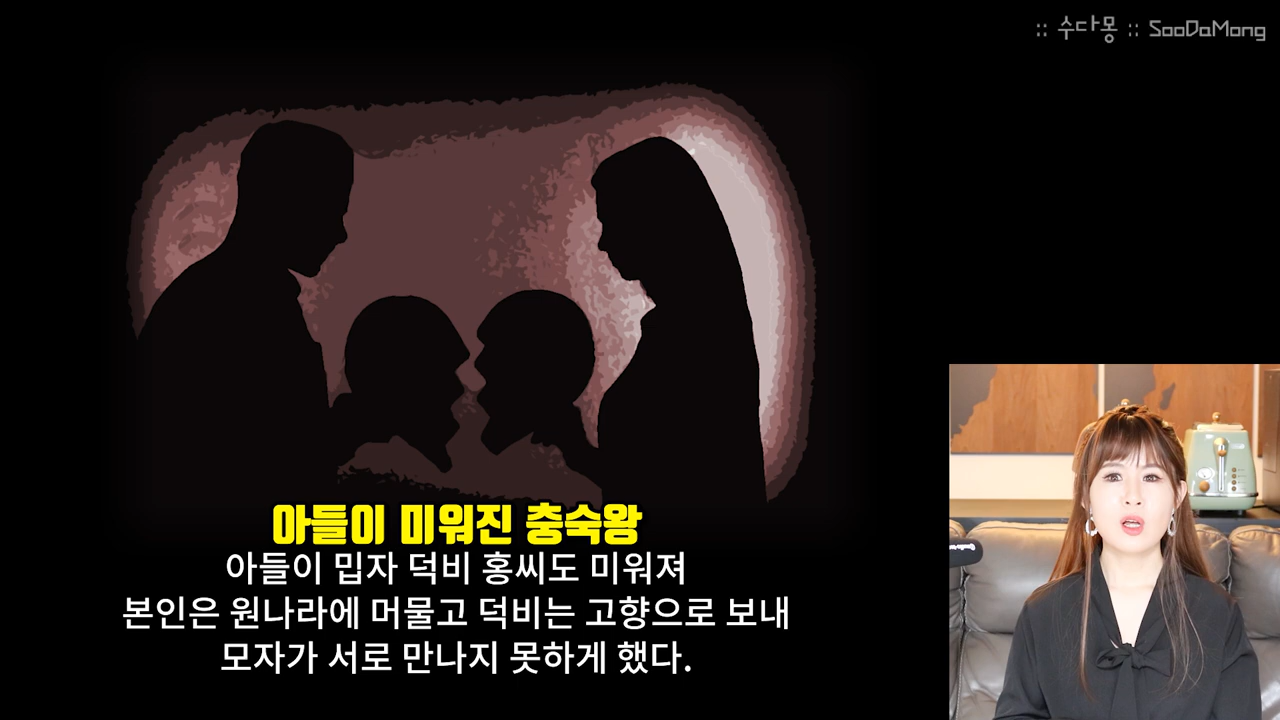 :: 수다몽 :: SooDaMong
아들이 미워진 충숙왕
아들이 밉자 덕비 홍씨도 미워져
본인은 원나라에 머물고 덕비는 고향으로 보내
모자가 서로 만나지 못하게 했다.